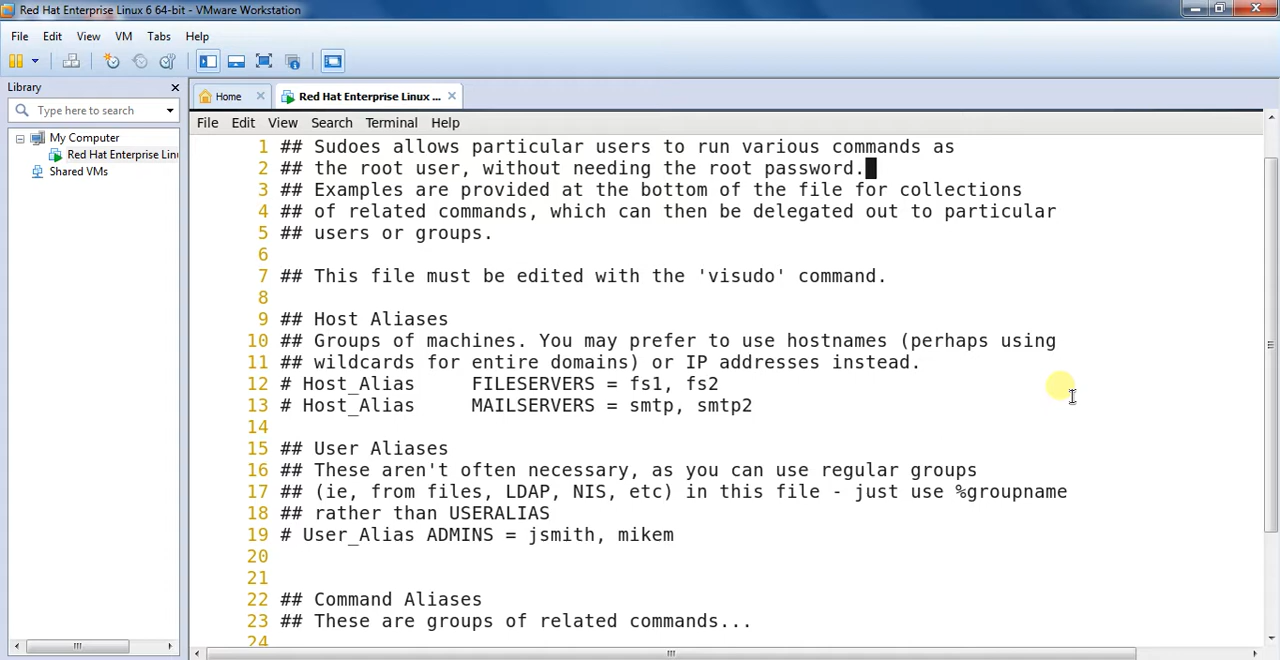 Red Hat Enterprise Linux 6 64-bit - VMware Workstation
File Edit View VM Tabs Help
Library
Type here to search
My Computer
Red Hat Enterprise Linu
Shared VMs
Home
Red Hat Enterprise Linux ...
File Edit View Search Terminal Help
1 ## Sudoes allows particular users to run various commands as
2 ## the root user, without needing the root password.
3 ## Examples are provided at the bottom of the file for collections
4 ## of related commands, which can then be delegated out to particular
5 ## users or groups.
6
7 ## This file must be edited with the 'visudo' command.
8
9 ## Host Aliases
10 ## Groups of machines. You may prefer to use hostnames (perhaps using
11 ## wildcards for entire domains) or IP addresses instead.
12 # Host_Alias     FILESERVERS = fs1, fs2
13 # Host_Alias     MAILSERVERS = smtp, smtp2
14
15 ## User Aliases
16 ## These aren't often necessary, as you can use regular groups
17 ## (ie, from files, LDAP, NIS, etc) in this file - just use %groupname
18 ## rather than USERALIAS
19 # User_Alias ADMINS = jsmith, mikem
20
21
22 ## Command Aliases
23 ## These are groups of related commands...
24